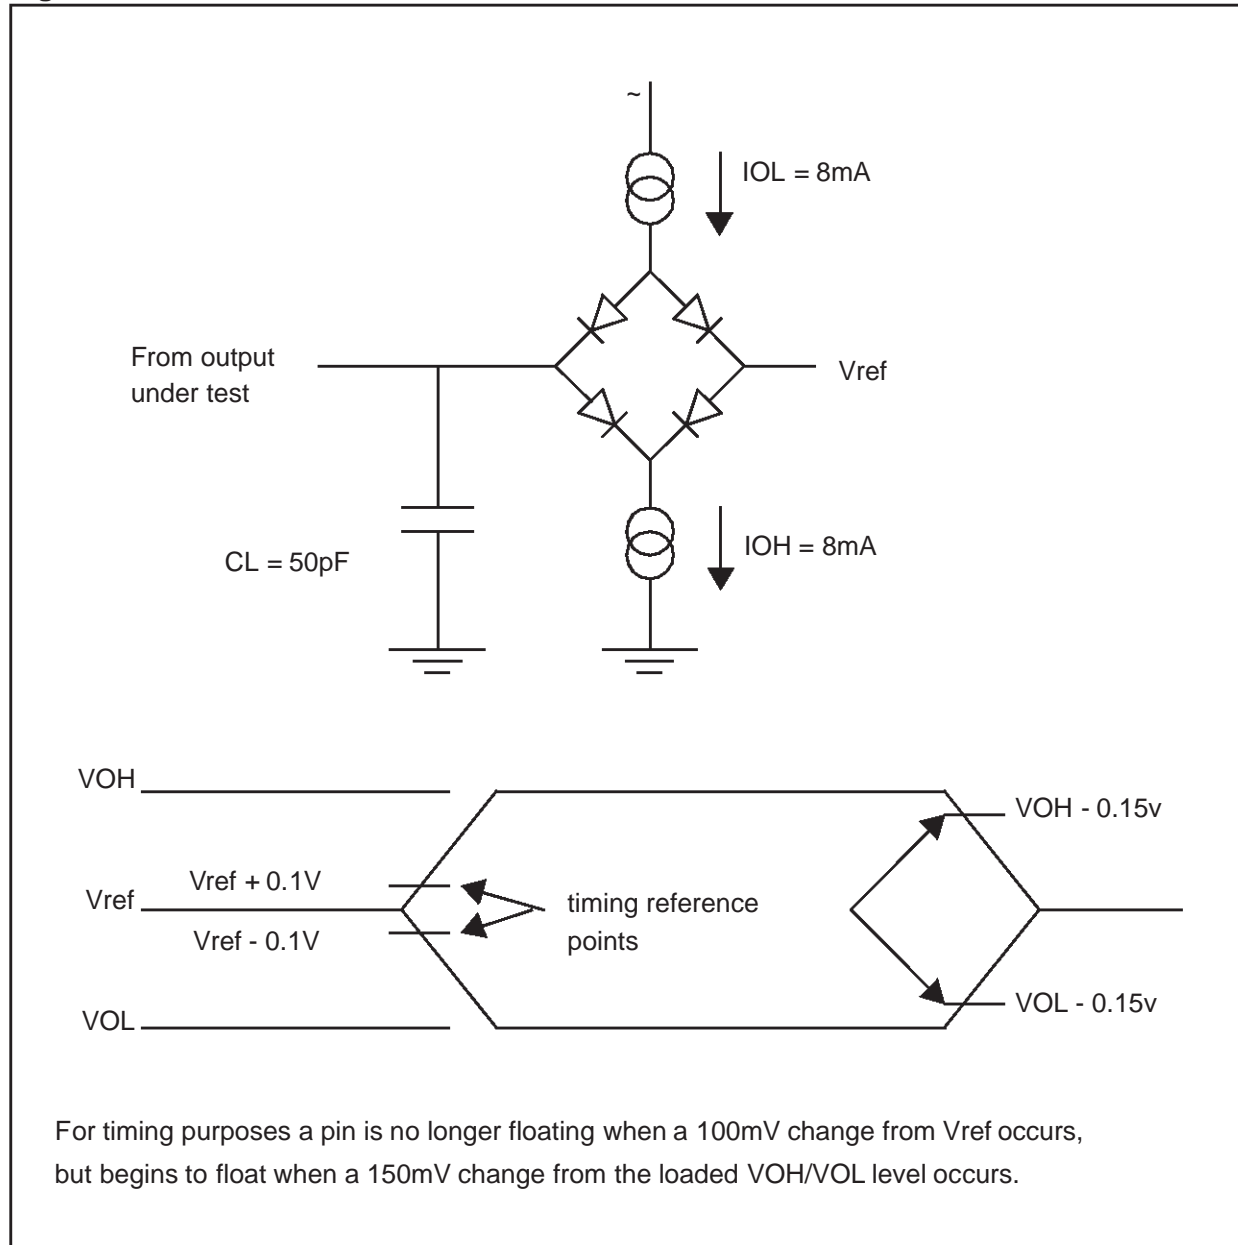 ~
IOL = 8mA
From output
under test
Vref
CL = 50pF
IOH = 8mA
VOH
VOH - 0.15v
Vref + 0.1V
Vref
timing reference
points
Vref - 0.1V
VOL - 0.15v
VOL
For timing purposes a pin is no longer floating when a 100mV change from Vref occurs,
but begins to float when a 150mV change from the loaded VOH/VOL level occurs.